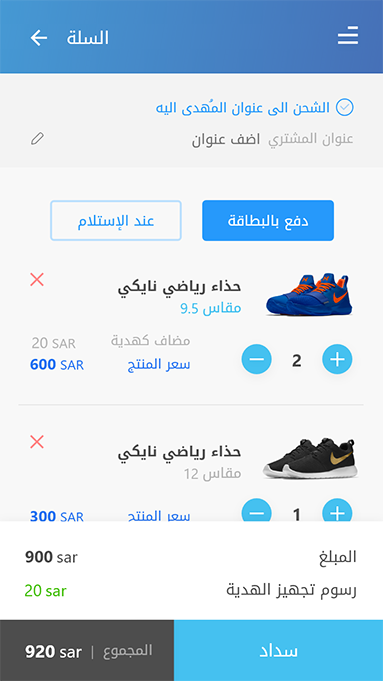 السلة
الشحن الى عنوان المُهدى اليه
عنوان المشتري اضف عنوان
دفع بالبطاقة
عند الإستلام
حذاء رياضي نايكي
مقاس 9.5
مضاف كهدية 20 SAR
2
سعر المنتج 600 SAR
حذاء رياضي نايكي
مقاس 12
1
سعر المنتج 300 SAR
المبلغ 900 sar
رسوم تجهيز الهدية 20 sar
سداد
المجموع | 920 sar